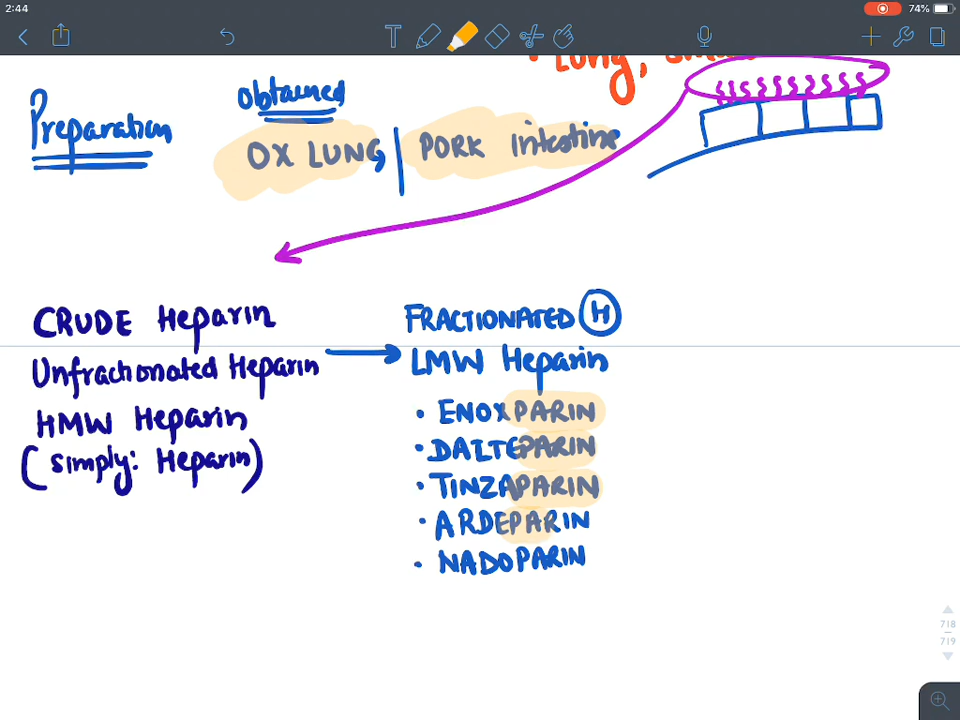 2:44
74%
T
Lung,
Obtained
Preparation
OX LUNG, PORK Intestine
CRUDE Heparin
Unfractionated Heparin
HMW Heparin
(simply: Heparin)
FRACTIONATED H
LMW Heparin
• ENOXPARIN
• DALTEPARIN
• TINZAPARIN
• ARDEPARIN
• NADOPARIN
718
719